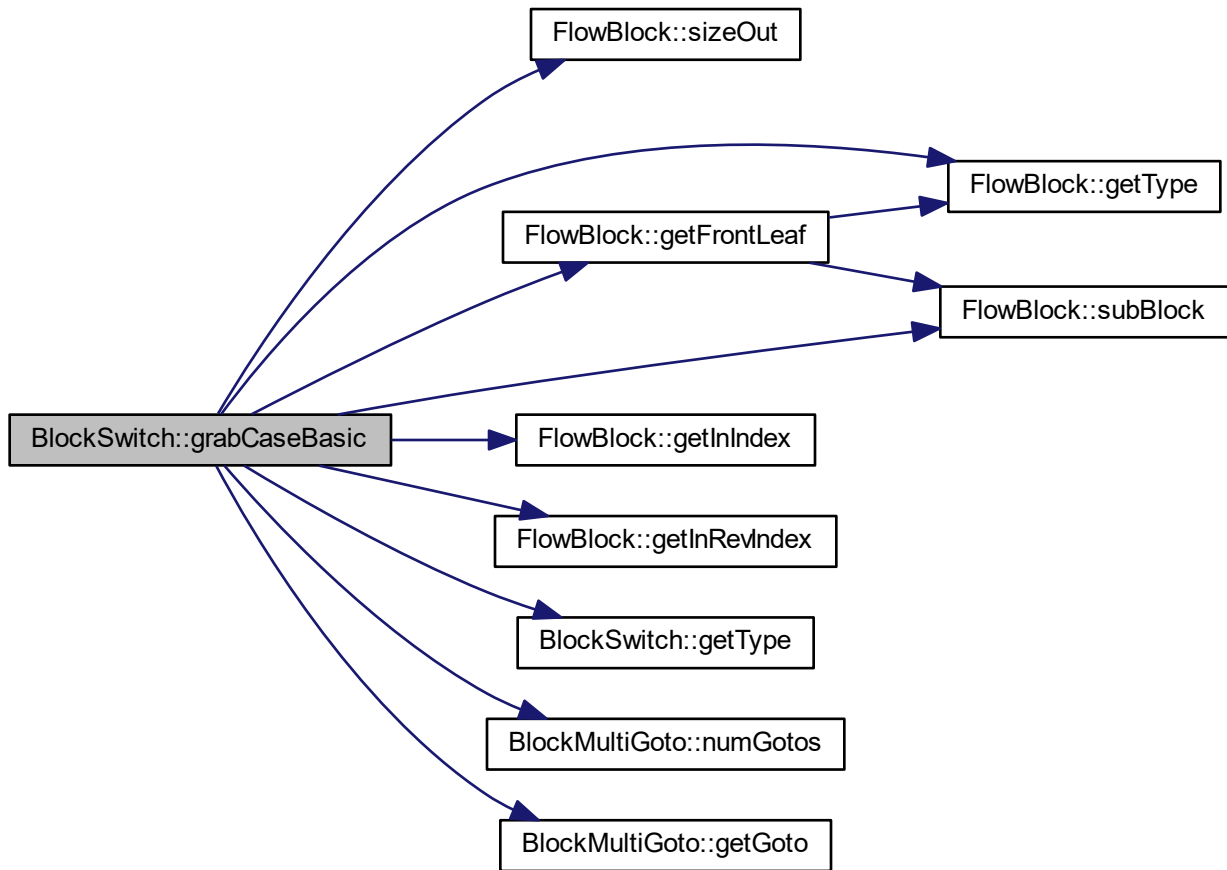 FlowBlock::sizeOut
FlowBlock::getType
FlowBlock::getFrontLeaf
FlowBlock::subBlock
BlockSwitch::grabCaseBasic
FlowBlock::getInIndex
FlowBlock::getInRevIndex
BlockSwitch::getType
BlockMultiGoto::numGotos
BlockMultiGoto::getGoto